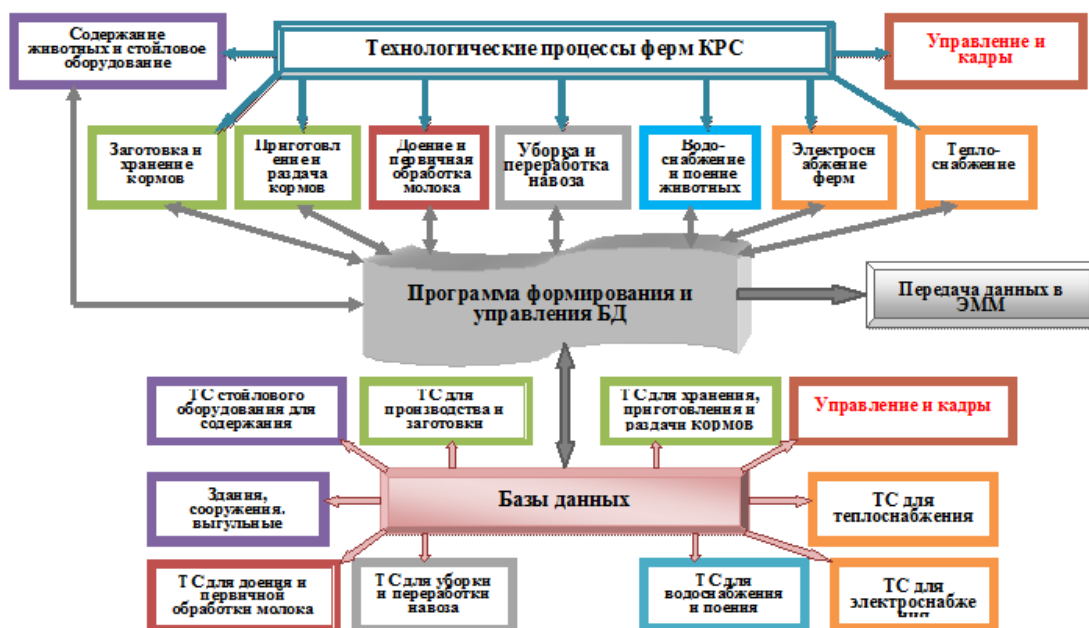 Содержание
животных и стойловое
оборудование
Технологические процессы ферм КРС
Управление и
кадры
Заготовка и
хранение
кормов
Приготовл
ение и
раздача
кормов
Доение и
первичная
обработка
молока
Уборка и
переработка
навоза
Водо-
снабжение
и поение
животных
Электросн
абжение
ферм
Тепло-
снабжение
Программа формирования и
управления БД
Передача данных в
ЭММ
ТС стойлового
оборудования для
содержания
ТС для
производства и
заготовки
ТС для хранения,
приготовления и
раздачи кормов
Управление и кадры
Здания,
сооружения.
выгульные
Базы данных
ТС для
теплоснабжения
ТС для доения и
первичной
обработки молока
ТС для уборки
и переработки
навоза
ТС для
водоснабжения
и поения
ТС для
электроснабже
ния